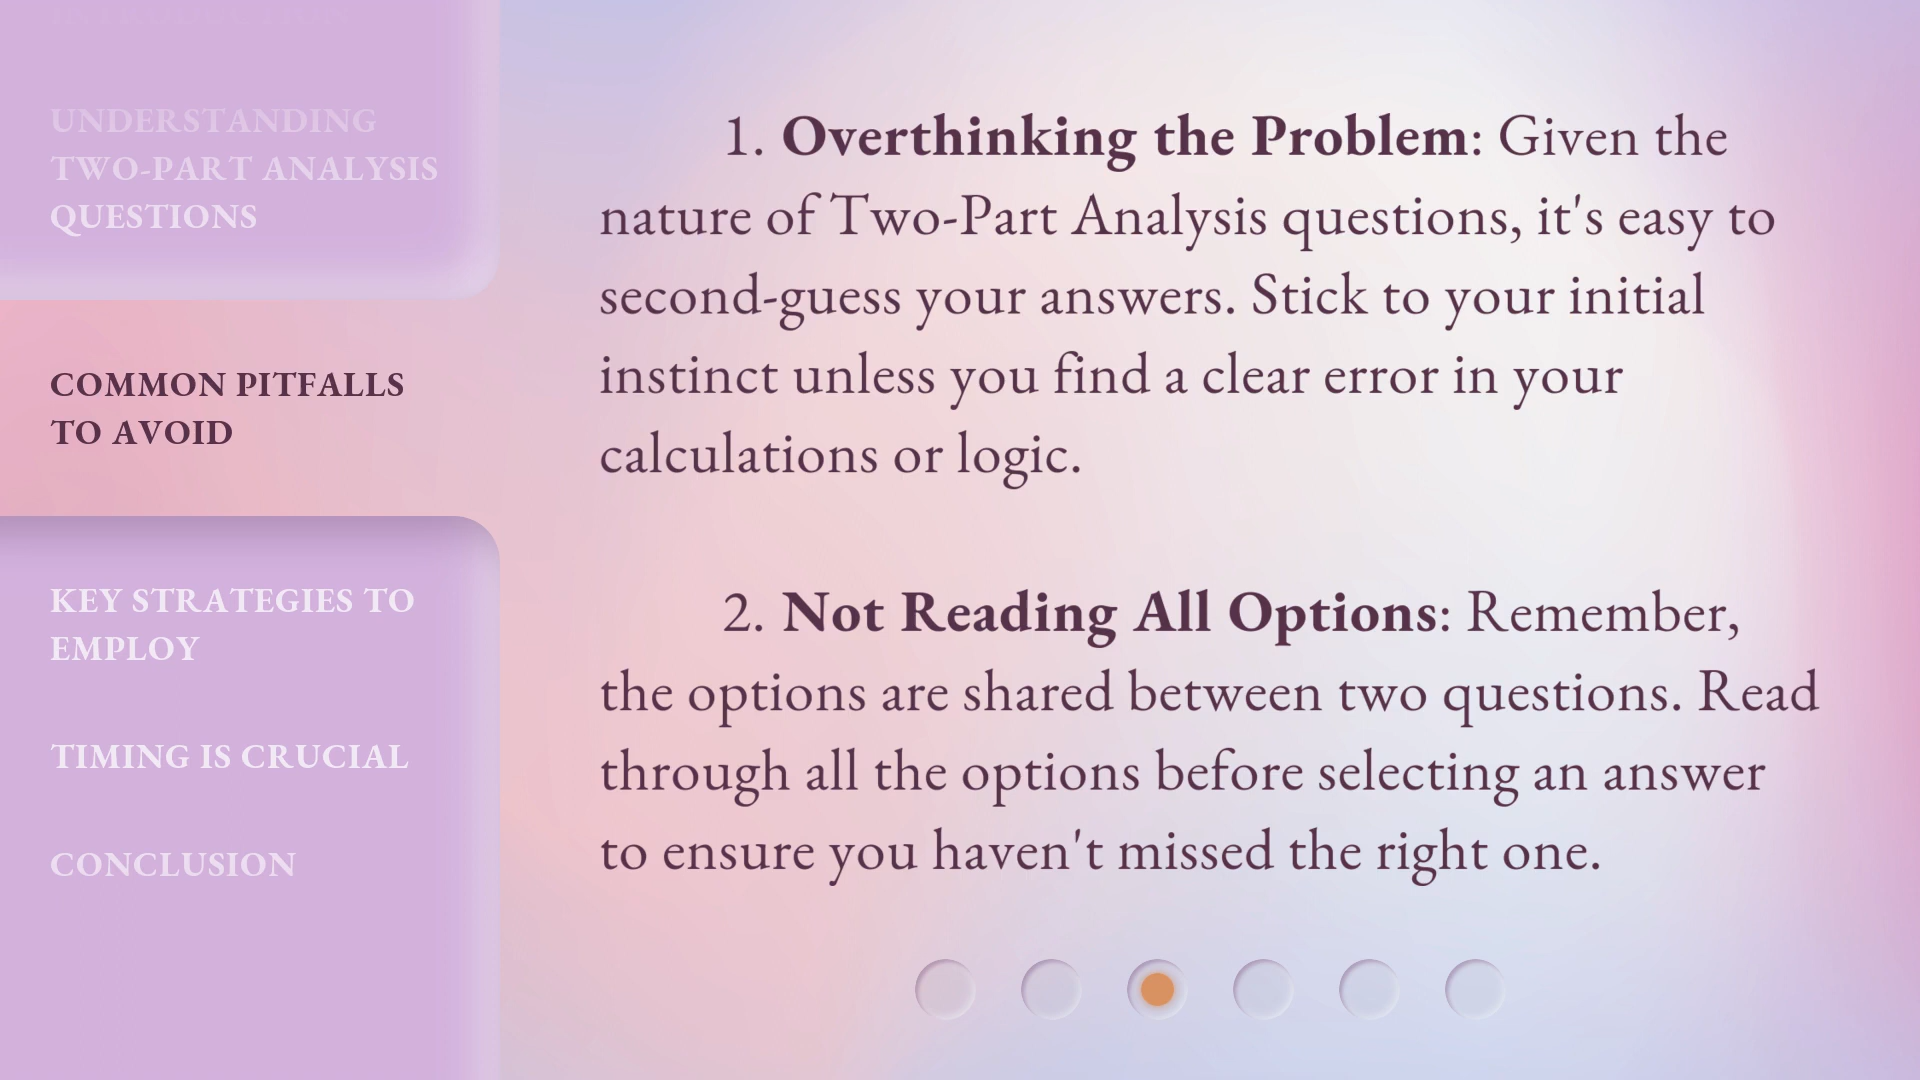 INTRODUCTION
UNDERSTANDING
TWO-PART ANALYSIS
QUESTIONS
COMMON PITFALLS
TO AVOID
KEY STRATEGIES TO
EMPLOY
TIMING IS CRUCIAL
CONCLUSION
1. Overthinking the Problem: Given the
nature of Two-Part Analysis questions, it's easy to
second-guess your answers. Stick to your initial
instinct unless you find a clear error in your
calculations or logic.
2. Not Reading All Options: Remember,
the options are shared between two questions. Read
through all the options before selecting an answer
to ensure you haven't missed the right one.